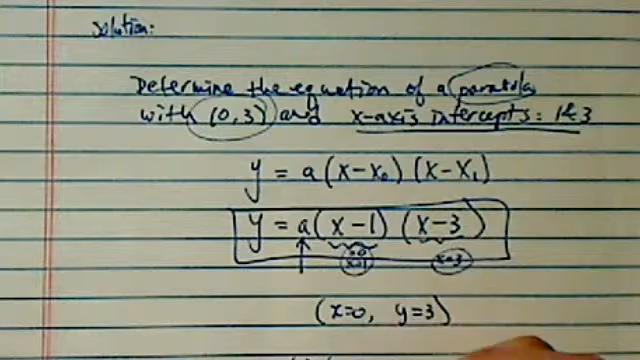 Solution:
Determine the equation of a parabola
with (0,3) and x-axis intercepts: 1 & 3
y = a(x-x₀)(x-x₁)
y = a(x-1)(x-3)
x=1 x=3
(x=0, y=3)